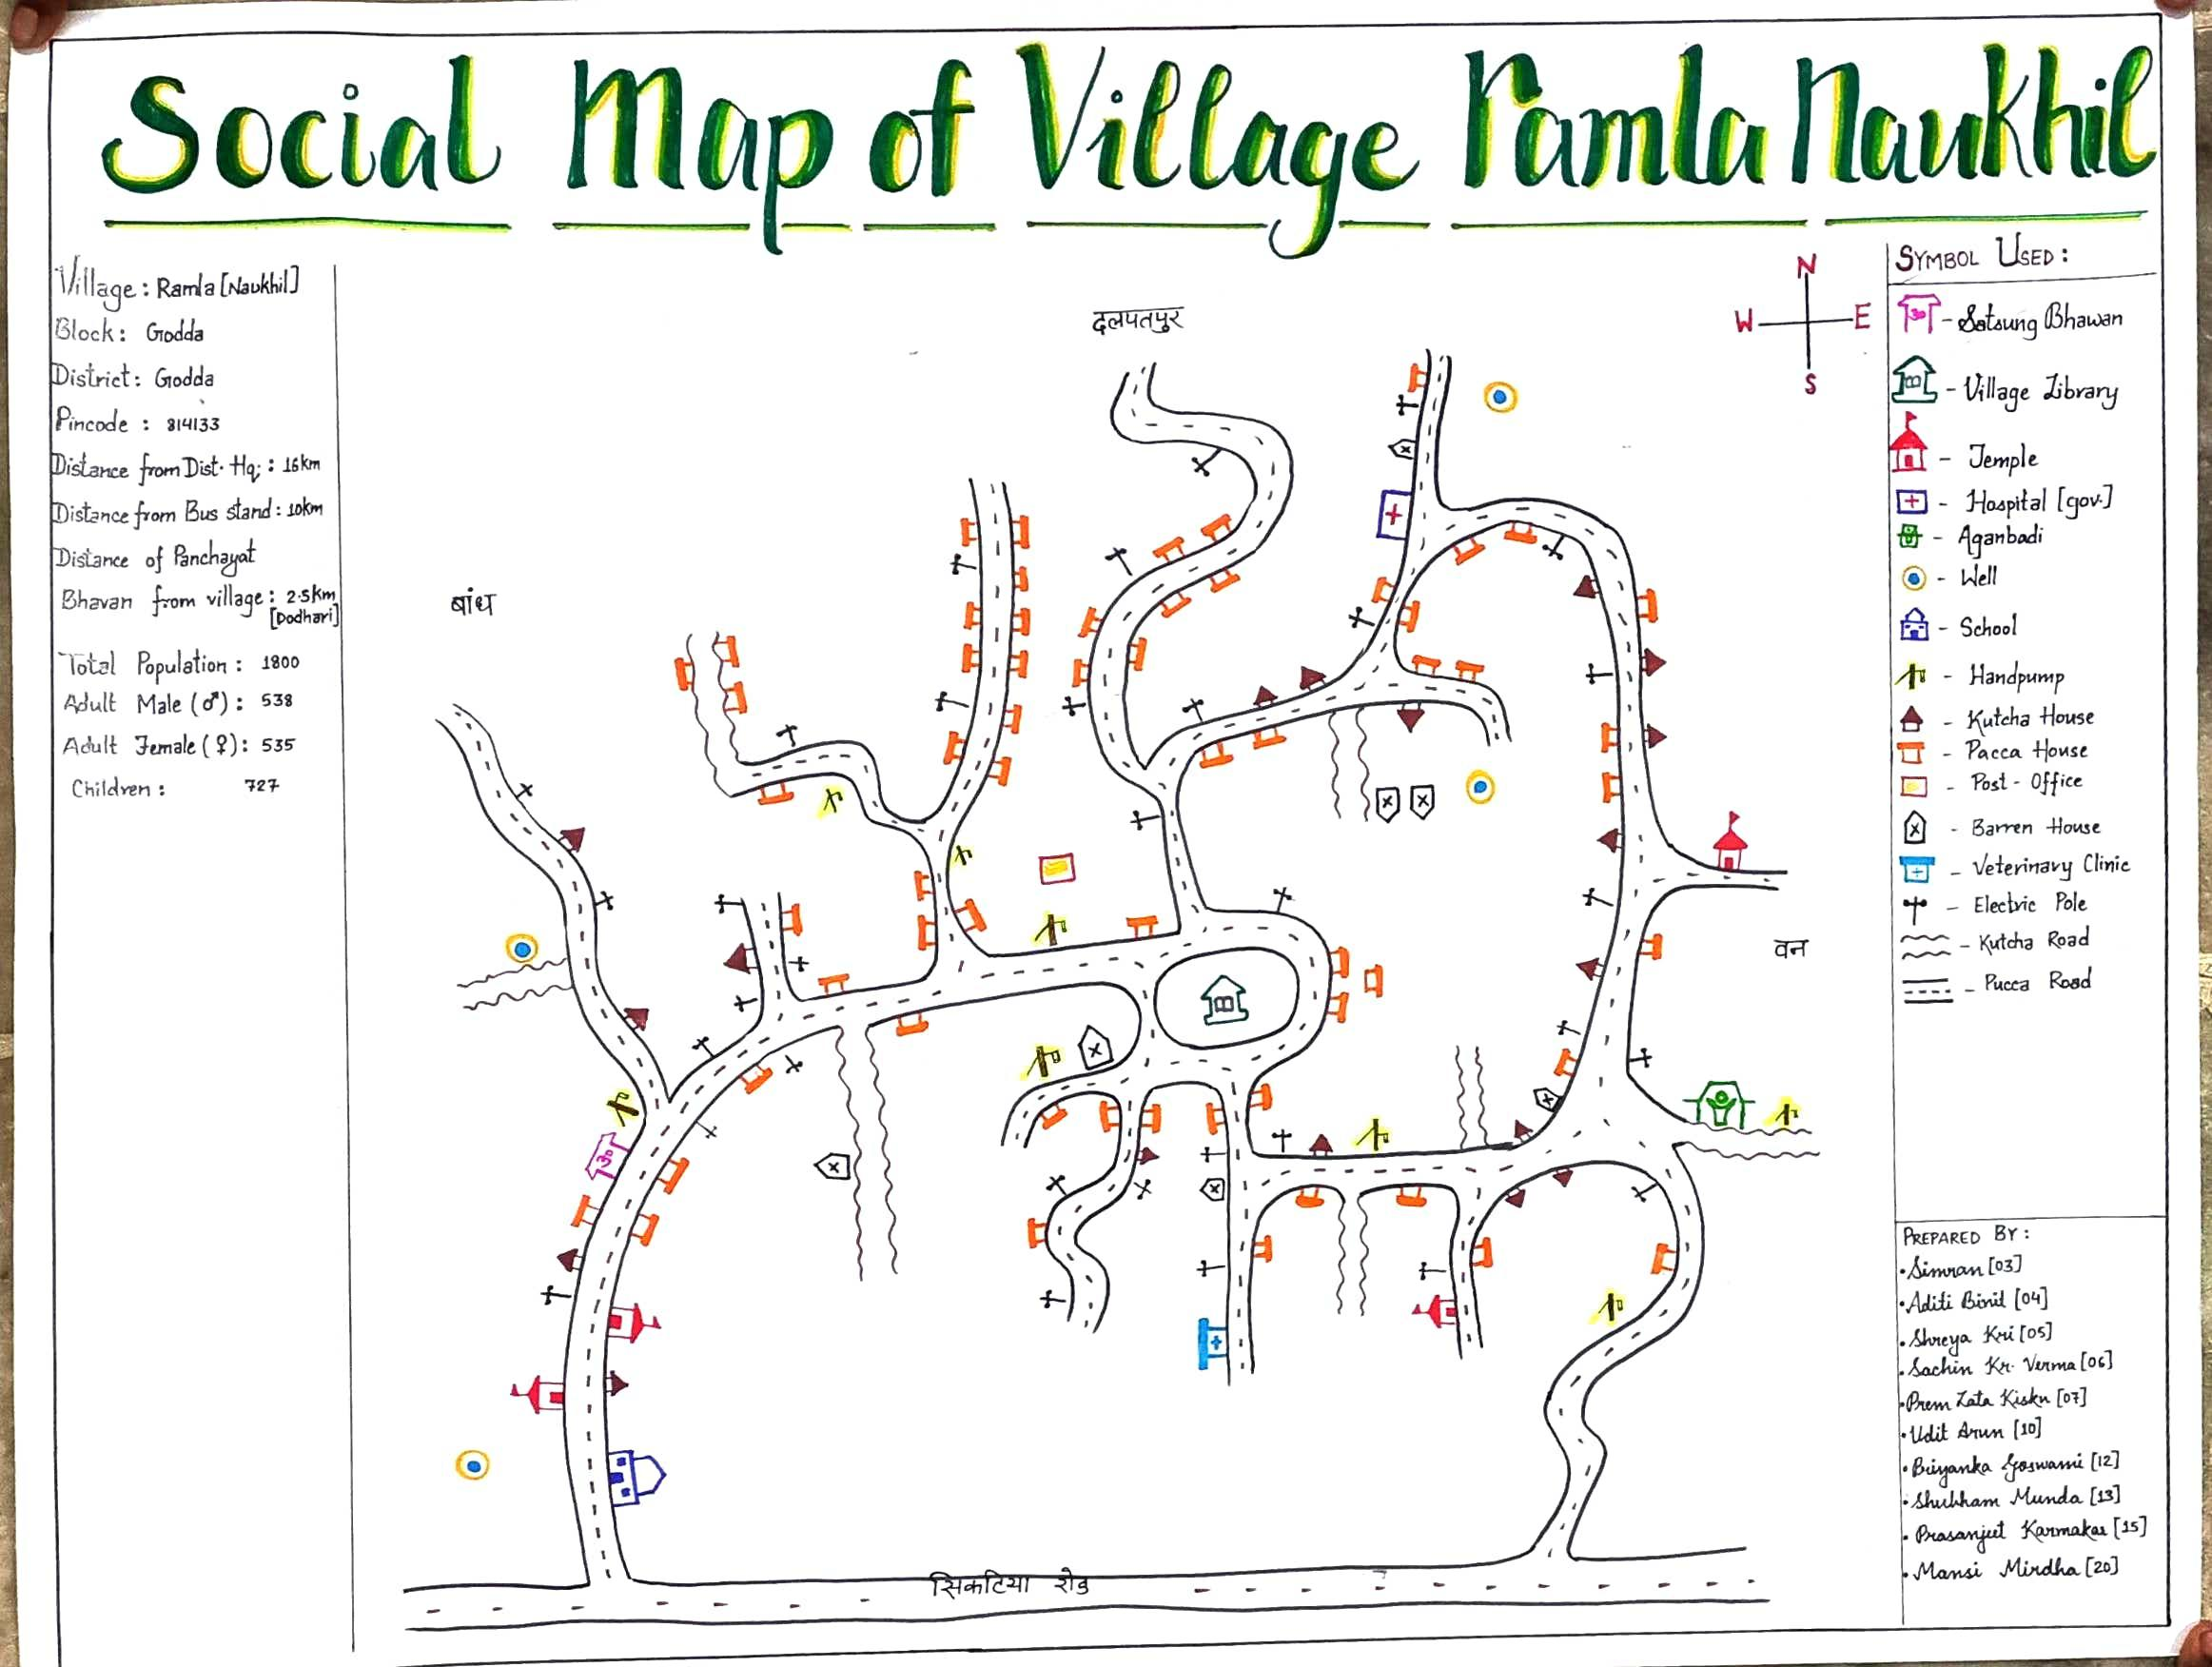 Social Map of Village Ramla Naukhil
Village : Ramla [Naukhil]
Block : Godda
District : Godda
Pincode : 814133
Distance from Dist. Hq; : 16km
Distance from Bus stand : 10km
Distance of Panchayat
Bhavan from village : 2.5km
[Dodhari]
Total Population : 1800
Adult Male (♂) : 538
Adult Female (♀) : 535
Children : 727
दलपतपुर
बांध
वन
सिकटिया रोड
N
W E
S
SYMBOL USED :
- Satsung Bhawan
- Village Library
- Temple
- Hospital [gov.]
- Aganbadi
- Well
- School
- Handpump
- Kutcha House
- Pacca House
- Post-Office
- Barren House
- Veterinary Clinic
- Electric Pole
- Kutcha Road
- Pucca Road
PREPARED BY :
• Simran [03]
• Aditi Binil [04]
• Shreya Kri [05]
• Sachin Kr. Verma [06]
• Prem Lata Kisku [07]
• Udit Arun [10]
• Briyanka Goswami [12]
• Shubham Munda [13]
• Prasanjeet Karmakar [15]
• Mansi Mirdha [20]